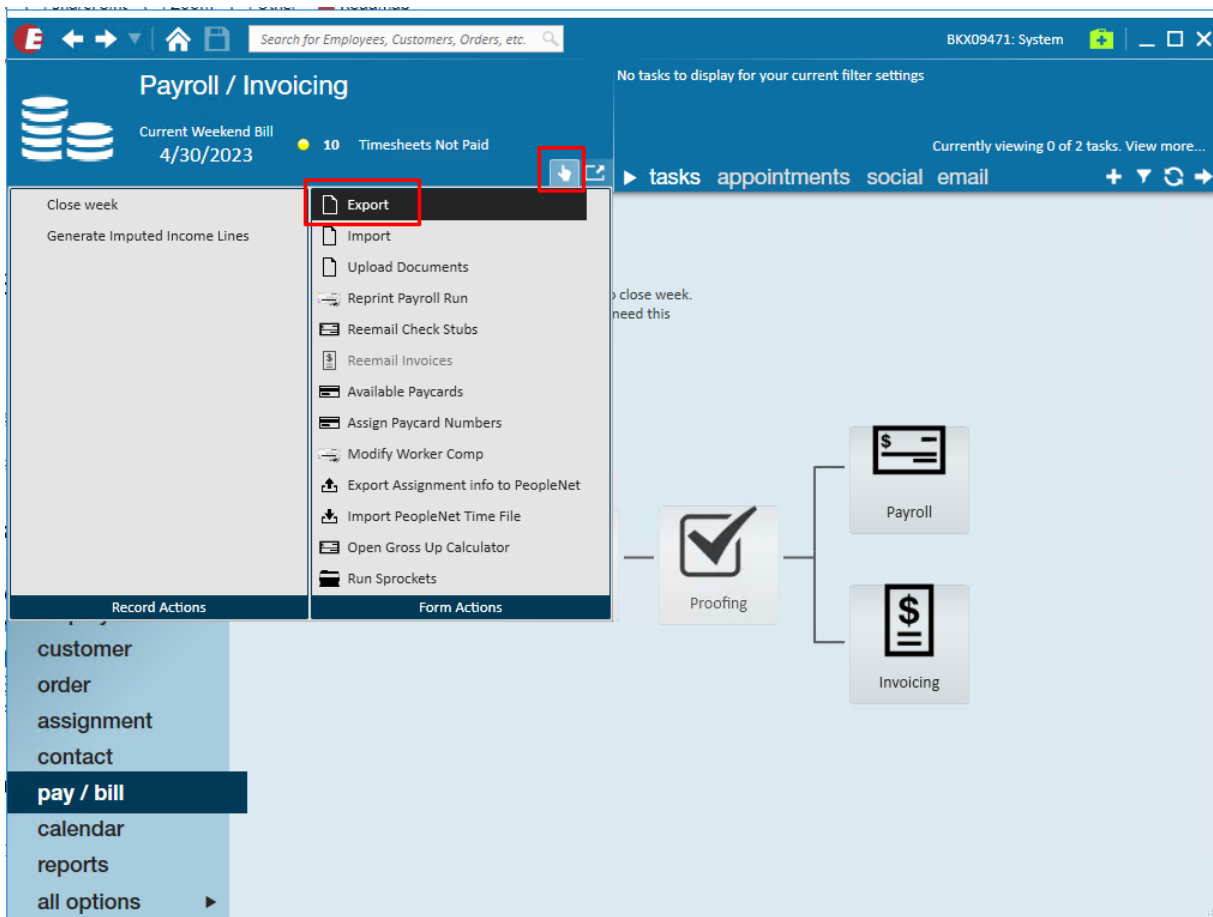 Search for Employees, Customers, Orders, etc.
BKX09471: System
Payroll / Invoicing
Current Weekend Bill
4/30/2023
10 Timesheets Not Paid
No tasks to display for your current filter settings
Currently viewing 0 of 2 tasks. View more...
tasks appointments social email
Close week
Generate Imputed Income Lines
Record Actions
Export
Import
Upload Documents
Reprint Payroll Run
Reemail Check Stubs
Reemail Invoices
Available Paycards
Assign Paycard Numbers
Modify Worker Comp
Export Assignment info to PeopleNet
Import PeopleNet Time File
Open Gross Up Calculator
Run Sprockets
Form Actions
close week.
need this
Proofing
Payroll
Invoicing
customer
order
assignment
contact
pay / bill
calendar
reports
all options